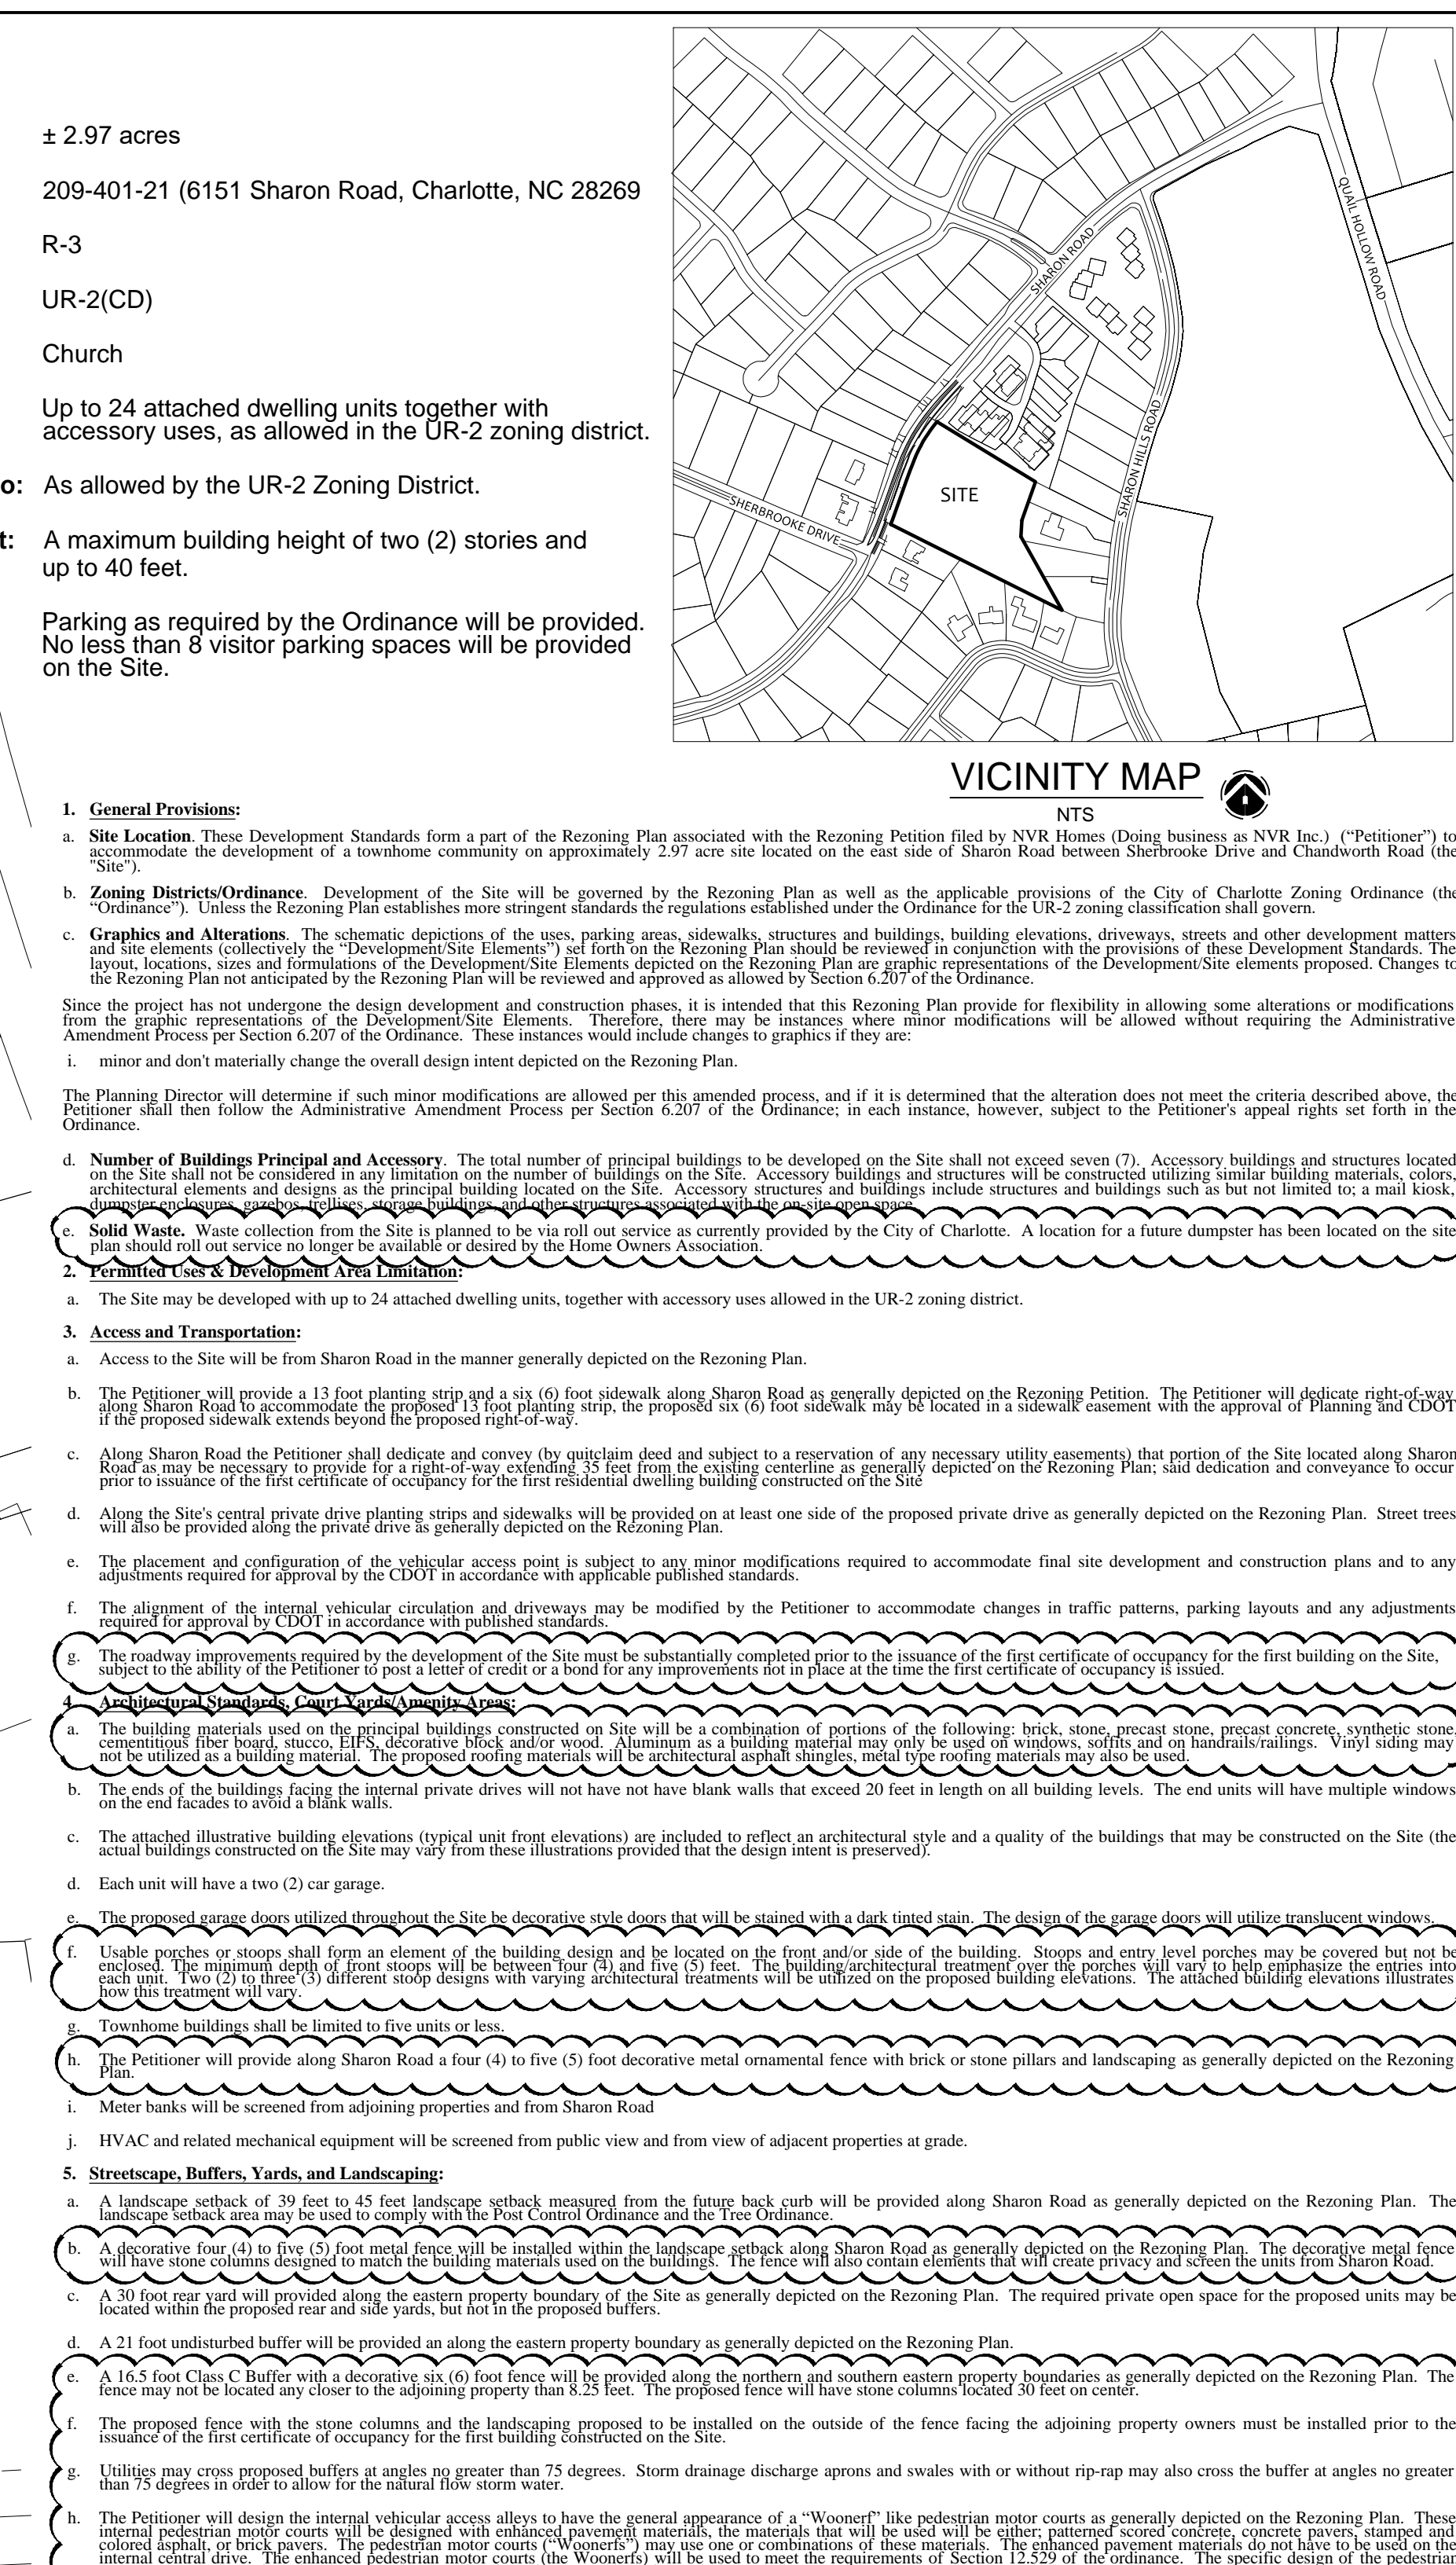 ± 2.97 acres
209-401-21 (6151 Sharon Road, Charlotte, NC 28269
R-3
UR-2(CD)
Church
Up to 24 attached dwelling units together with
accessory uses, as allowed in the UR-2 zoning district.
o: As allowed by the UR-2 Zoning District.
t: A maximum building height of two (2) stories and
up to 40 feet.
Parking as required by the Ordinance will be provided.
No less than 8 visitor parking spaces will be provided
on the Site.
QUAIL HOLLOW ROAD
SHARON ROAD
SHARON HILLS ROAD
SITE
SHERBROOKE DRIVE
VICINITY MAP
NTS
1. General Provisions:
a. Site Location. These Development Standards form a part of the Rezoning Plan associated with the Rezoning Petition filed by NVR Homes (Doing business as NVR Inc.) (“Petitioner”) to
accommodate the development of a townhome community on approximately 2.97 acre site located on the east side of Sharon Road between Sherbrooke Drive and Chandworth Road (the
"Site").
b. Zoning Districts/Ordinance. Development of the Site will be governed by the Rezoning Plan as well as the applicable provisions of the City of Charlotte Zoning Ordinance (the
“Ordinance”). Unless the Rezoning Plan establishes more stringent standards the regulations established under the Ordinance for the UR-2 zoning classification shall govern.
c. Graphics and Alterations. The schematic depictions of the uses, parking areas, sidewalks, structures and buildings, building elevations, driveways, streets and other development matters
and site elements (collectively the “Development/Site Elements”) set forth on the Rezoning Plan should be reviewed in conjunction with the provisions of these Development Standards. The
layout, locations, sizes and formulations of the Development/Site Elements depicted on the Rezoning Plan are graphic representations of the Development/Site elements proposed. Changes to
the Rezoning Plan not anticipated by the Rezoning Plan will be reviewed and approved as allowed by Section 6.207 of the Ordinance.
Since the project has not undergone the design development and construction phases, it is intended that this Rezoning Plan provide for flexibility in allowing some alterations or modifications
from the graphic representations of the Development/Site Elements. Therefore, there may be instances where minor modifications will be allowed without requiring the Administrative
Amendment Process per Section 6.207 of the Ordinance. These instances would include changes to graphics if they are:
i. minor and don't materially change the overall design intent depicted on the Rezoning Plan.
The Planning Director will determine if such minor modifications are allowed per this amended process, and if it is determined that the alteration does not meet the criteria described above, the
Petitioner shall then follow the Administrative Amendment Process per Section 6.207 of the Ordinance; in each instance, however, subject to the Petitioner's appeal rights set forth in the
Ordinance.
d. Number of Buildings Principal and Accessory. The total number of principal buildings to be developed on the Site shall not exceed seven (7). Accessory buildings and structures located
on the Site shall not be considered in any limitation on the number of buildings on the Site. Accessory buildings and structures will be constructed utilizing similar building materials, colors,
architectural elements and designs as the principal building located on the Site. Accessory structures and buildings include structures and buildings such as but not limited to; a mail kiosk,
dumpster enclosures, gazebos, trellises, storage buildings, and other structures associated with the on-site open space.
e. Solid Waste. Waste collection from the Site is planned to be via roll out service as currently provided by the City of Charlotte. A location for a future dumpster has been located on the site
plan should roll out service no longer be available or desired by the Home Owners Association.
2. Permitted Uses & Development Area Limitation:
a. The Site may be developed with up to 24 attached dwelling units, together with accessory uses allowed in the UR-2 zoning district.
3. Access and Transportation:
a. Access to the Site will be from Sharon Road in the manner generally depicted on the Rezoning Plan.
b. The Petitioner will provide a 13 foot planting strip and a six (6) foot sidewalk along Sharon Road as generally depicted on the Rezoning Petition. The Petitioner will dedicate right-of-way
along Sharon Road to accommodate the proposed 13 foot planting strip, the proposed six (6) foot sidewalk may be located in a sidewalk easement with the approval of Planning and CDOT
if the proposed sidewalk extends beyond the proposed right-of-way.
c. Along Sharon Road the Petitioner shall dedicate and convey (by quitclaim deed and subject to a reservation of any necessary utility easements) that portion of the Site located along Sharon
Road as may be necessary to provide for a right-of-way extending 35 feet from the existing centerline as generally depicted on the Rezoning Plan; said dedication and conveyance to occur
prior to issuance of the first certificate of occupancy for the first residential dwelling building constructed on the Site
d. Along the Site's central private drive planting strips and sidewalks will be provided on at least one side of the proposed private drive as generally depicted on the Rezoning Plan. Street trees
will also be provided along the private drive as generally depicted on the Rezoning Plan.
e. The placement and configuration of the vehicular access point is subject to any minor modifications required to accommodate final site development and construction plans and to any
adjustments required for approval by the CDOT in accordance with applicable published standards.
f. The alignment of the internal vehicular circulation and driveways may be modified by the Petitioner to accommodate changes in traffic patterns, parking layouts and any adjustments
required for approval by CDOT in accordance with published standards.
g. The roadway improvements required by the development of the Site must be substantially completed prior to the issuance of the first certificate of occupancy for the first building on the Site,
subject to the ability of the Petitioner to post a letter of credit or a bond for any improvements not in place at the time the first certificate of occupancy is issued.
4. Architectural Standards, Court Yards/Amenity Areas:
a. The building materials used on the principal buildings constructed on Site will be a combination of portions of the following: brick, stone, precast stone, precast concrete, synthetic stone,
cementitious fiber board, stucco, EIFS, decorative block and/or wood. Aluminum as a building material may only be used on windows, soffits and on handrails/railings. Vinyl siding may
not be utilized as a building material. The proposed roofing materials will be architectural asphalt shingles, metal type roofing materials may also be used.
b. The ends of the buildings facing the internal private drives will not have not have blank walls that exceed 20 feet in length on all building levels. The end units will have multiple windows
on the end facades to avoid a blank walls.
c. The attached illustrative building elevations (typical unit front elevations) are included to reflect an architectural style and a quality of the buildings that may be constructed on the Site (the
actual buildings constructed on the Site may vary from these illustrations provided that the design intent is preserved).
d. Each unit will have a two (2) car garage.
e. The proposed garage doors utilized throughout the Site be decorative style doors that will be stained with a dark tinted stain. The design of the garage doors will utilize translucent windows.
f. Usable porches or stoops shall form an element of the building design and be located on the front and/or side of the building. Stoops and entry level porches may be covered but not be
enclosed. The minimum depth of front stoops will be between four (4) and five (5) feet. The building/architectural treatment over the porches will vary to help emphasize the entries into
each unit. Two (2) to three (3) different stoop designs with varying architectural treatments will be utilized on the proposed building elevations. The attached building elevations illustrates
how this treatment will vary.
g. Townhome buildings shall be limited to five units or less.
h. The Petitioner will provide along Sharon Road a four (4) to five (5) foot decorative metal ornamental fence with brick or stone pillars and landscaping as generally depicted on the Rezoning
Plan.
i. Meter banks will be screened from adjoining properties and from Sharon Road
j. HVAC and related mechanical equipment will be screened from public view and from view of adjacent properties at grade.
5. Streetscape, Buffers, Yards, and Landscaping:
a. A landscape setback of 39 feet to 45 feet landscape setback measured from the future back curb will be provided along Sharon Road as generally depicted on the Rezoning Plan. The
landscape setback area may be used to comply with the Post Control Ordinance and the Tree Ordinance.
b. A decorative four (4) to five (5) foot metal fence will be installed within the landscape setback along Sharon Road as generally depicted on the Rezoning Plan. The decorative metal fence
will have stone columns designed to match the building materials used on the buildings. The fence will also contain elements that will create privacy and screen the units from Sharon Road.
c. A 30 foot rear yard will provided along the eastern property boundary of the Site as generally depicted on the Rezoning Plan. The required private open space for the proposed units may be
located within the proposed rear and side yards, but not in the proposed buffers.
d. A 21 foot undisturbed buffer will be provided an along the eastern property boundary as generally depicted on the Rezoning Plan.
e. A 16.5 foot Class C Buffer with a decorative six (6) foot fence will be provided along the northern and southern eastern property boundaries as generally depicted on the Rezoning Plan. The
fence may not be located any closer to the adjoining property than 8.25 feet. The proposed fence will have stone columns located 30 feet on center.
f. The proposed fence with the stone columns and the landscaping proposed to be installed on the outside of the fence facing the adjoining property owners must be installed prior to the
issuance of the first certificate of occupancy for the first building constructed on the Site.
g. Utilities may cross proposed buffers at angles no greater than 75 degrees. Storm drainage discharge aprons and swales with or without rip-rap may also cross the buffer at angles no greater
than 75 degrees in order to allow for the natural flow storm water.
h. The Petitioner will design the internal vehicular access alleys to have the general appearance of a “Woonerf” like pedestrian motor courts as generally depicted on the Rezoning Plan. These
internal pedestrian motor courts will be designed with enhanced pavement materials, the materials that will be used will be either; patterned scored concrete, concrete pavers, stamped and
colored asphalt, or brick pavers. The pedestrian motor courts (“Woonerfs”) may use one or combinations of these materials. The enhanced pavement materials do not have to be used on the
internal central drive. The enhanced pedestrian motor courts (the Woonerfs) will be used to meet the requirements of Section 12.529 of the ordinance. The specific design of the pedestrian